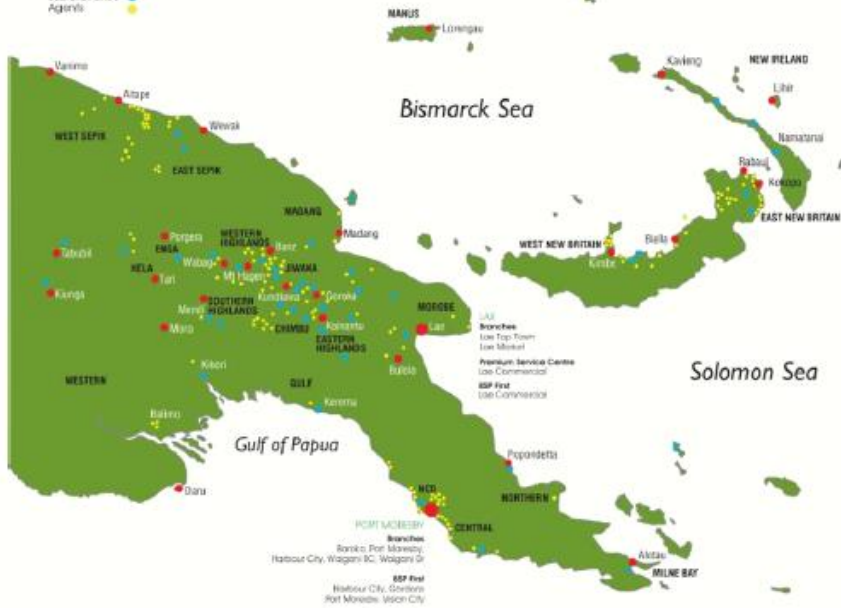 Agents
MANUS
Lorengau
Kavieng
NEW IRELAND
Lihir
Vanimo
Aitape
Bismarck Sea
Wewak
WEST SEPIK
Namatanai
EAST SEPIK
Rabaul
Kokopo
MADANG
EAST NEW BRITAIN
Madang
Porgera
WESTERN
HIGHLANDS
Banz
WEST NEW BRITAIN
Bialla
Kimbe
Tabubil
ENGA
Wabag
Mt Hagen
JIWAKA
HELA
Tari
Kiunga
Mendi
SOUTHERN
HIGHLANDS
Kundiawa
Goroka
MOROBE
Moro
CHIMBU
Kainantu
Lae
EASTERN
HIGHLANDS
Bulolo
LAE
Branches
Lae Top Town
Lae Market
Premium Service Centre
Lae Commercial
BSP First
Lae Commercial
Solomon Sea
Kikori
WESTERN
GULF
Kerema
Balimo
Gulf of Papua
Daru
Popondetta
NCD
NORTHERN
PORT MORESBY
CENTRAL
Branches
Boroko, Port Moresby,
Harbour City, Waigani BC, Waigani Dr
BSP First
Harbour City, Gordons
Port Moresby, Vision City
Alotau
MILNE BAY